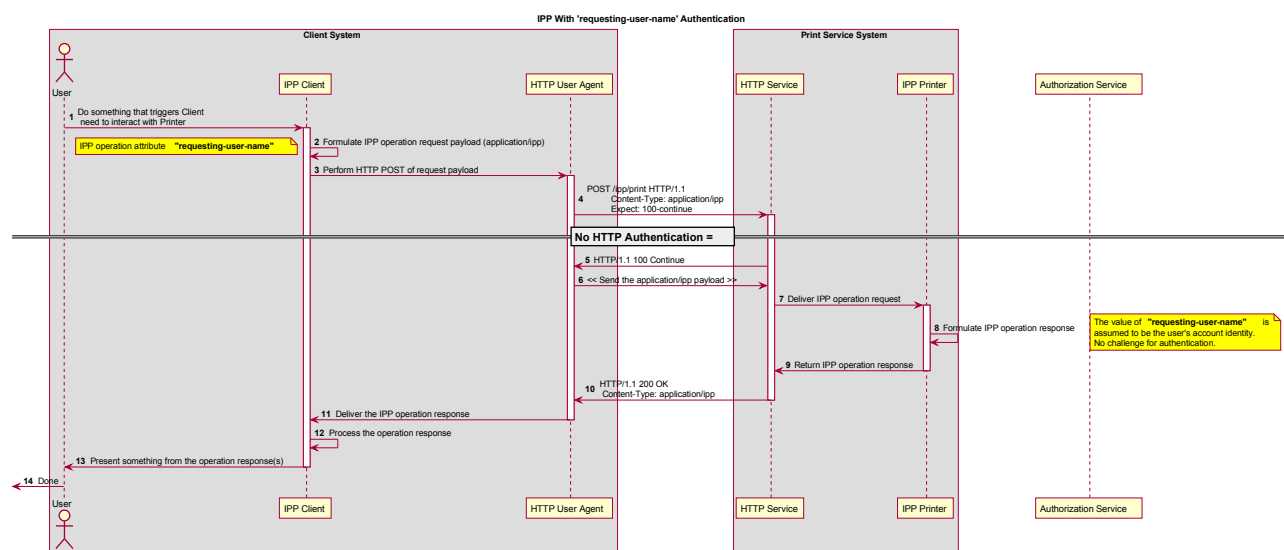 IPP With 'requesting-user-name' Authentication
Client System
Print Service System
User
IPP Client
HTTP User Agent
HTTP Service
IPP Printer
Authorization Service
1 Do something that triggers Client
need to interact with Printer
IPP operation attribute "requesting-user-name"
2 Formulate IPP operation request payload (application/ipp)
3 Perform HTTP POST of request payload
POST /ipp/print HTTP/1.1
4 Content-Type: application/ipp
Expect: 100-continue
No HTTP Authentication =
5 HTTP/1.1 100 Continue
6 << Send the application/ipp payload >>
7 Deliver IPP operation request
8 Formulate IPP operation response
The value of "requesting-user-name" is
assumed to be the user's account identity.
No challenge for authentication.
9 Return IPP operation response
10 HTTP/1.1 200 OK
Content-Type: application/ipp
11 Deliver the IPP operation response
12 Process the operation response
13 Present something from the operation response(s)
14 Done
User
IPP Client
HTTP User Agent
HTTP Service
IPP Printer
Authorization Service